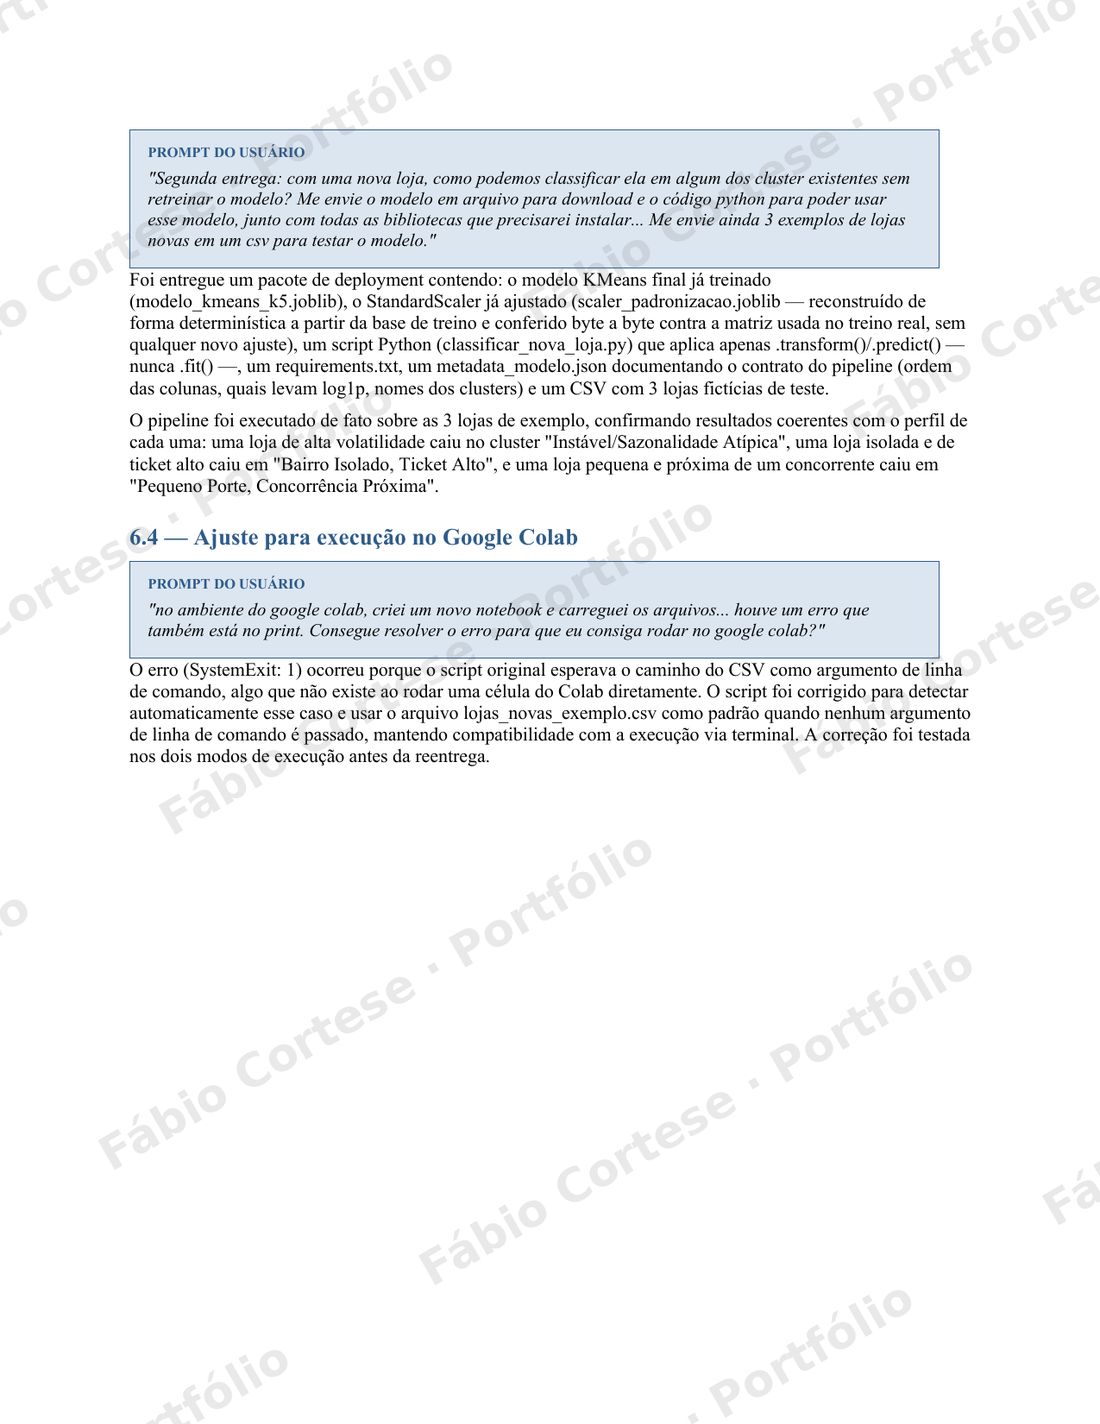 PROMPT DO USUÁRIO
"Segunda entrega: com uma nova loja, como podemos classificar ela em algum dos cluster existentes sem
retreinar o modelo? Me envie o modelo em arquivo para download e o código python para poder usar
esse modelo, junto com todas as bibliotecas que precisarei instalar... Me envie ainda 3 exemplos de lojas
novas em um csv para testar o modelo."
Foi entregue um pacote de deployment contendo: o modelo KMeans final já treinado
(modelo_kmeans_k5.joblib), o StandardScaler já ajustado (scaler_padronizacao.joblib — reconstruído de
forma determinística a partir da base de treino e conferido byte a byte contra a matriz usada no treino real, sem
qualquer novo ajuste), um script Python (classificar_nova_loja.py) que aplica apenas .transform()/.predict() —
nunca .fit() —, um requirements.txt, um metadata_modelo.json documentando o contrato do pipeline (ordem
das colunas, quais levam log1p, nomes dos clusters) e um CSV com 3 lojas fictícias de teste.
O pipeline foi executado de fato sobre as 3 lojas de exemplo, confirmando resultados coerentes com o perfil de
cada uma: uma loja de alta volatilidade caiu no cluster "Instável/Sazonalidade Atípica", uma loja isolada e de
ticket alto caiu em "Bairro Isolado, Ticket Alto", e uma loja pequena e próxima de um concorrente caiu em
"Pequeno Porte, Concorrência Próxima".
6.4 — Ajuste para execução no Google Colab
PROMPT DO USUÁRIO
"no ambiente do google colab, criei um novo notebook e carreguei os arquivos... houve um erro que
também está no print. Consegue resolver o erro para que eu consiga rodar no google colab?"
O erro (SystemExit: 1) ocorreu porque o script original esperava o caminho do CSV como argumento de linha
de comando, algo que não existe ao rodar uma célula do Colab diretamente. O script foi corrigido para detectar
automaticamente esse caso e usar o arquivo lojas_novas_exemplo.csv como padrão quando nenhum argumento
de linha de comando é passado, mantendo compatibilidade com a execução via terminal. A correção foi testada
nos dois modos de execução antes da reentrega.
Fábio Cortese · Portfólio
Fábio Cortese · Portfólio